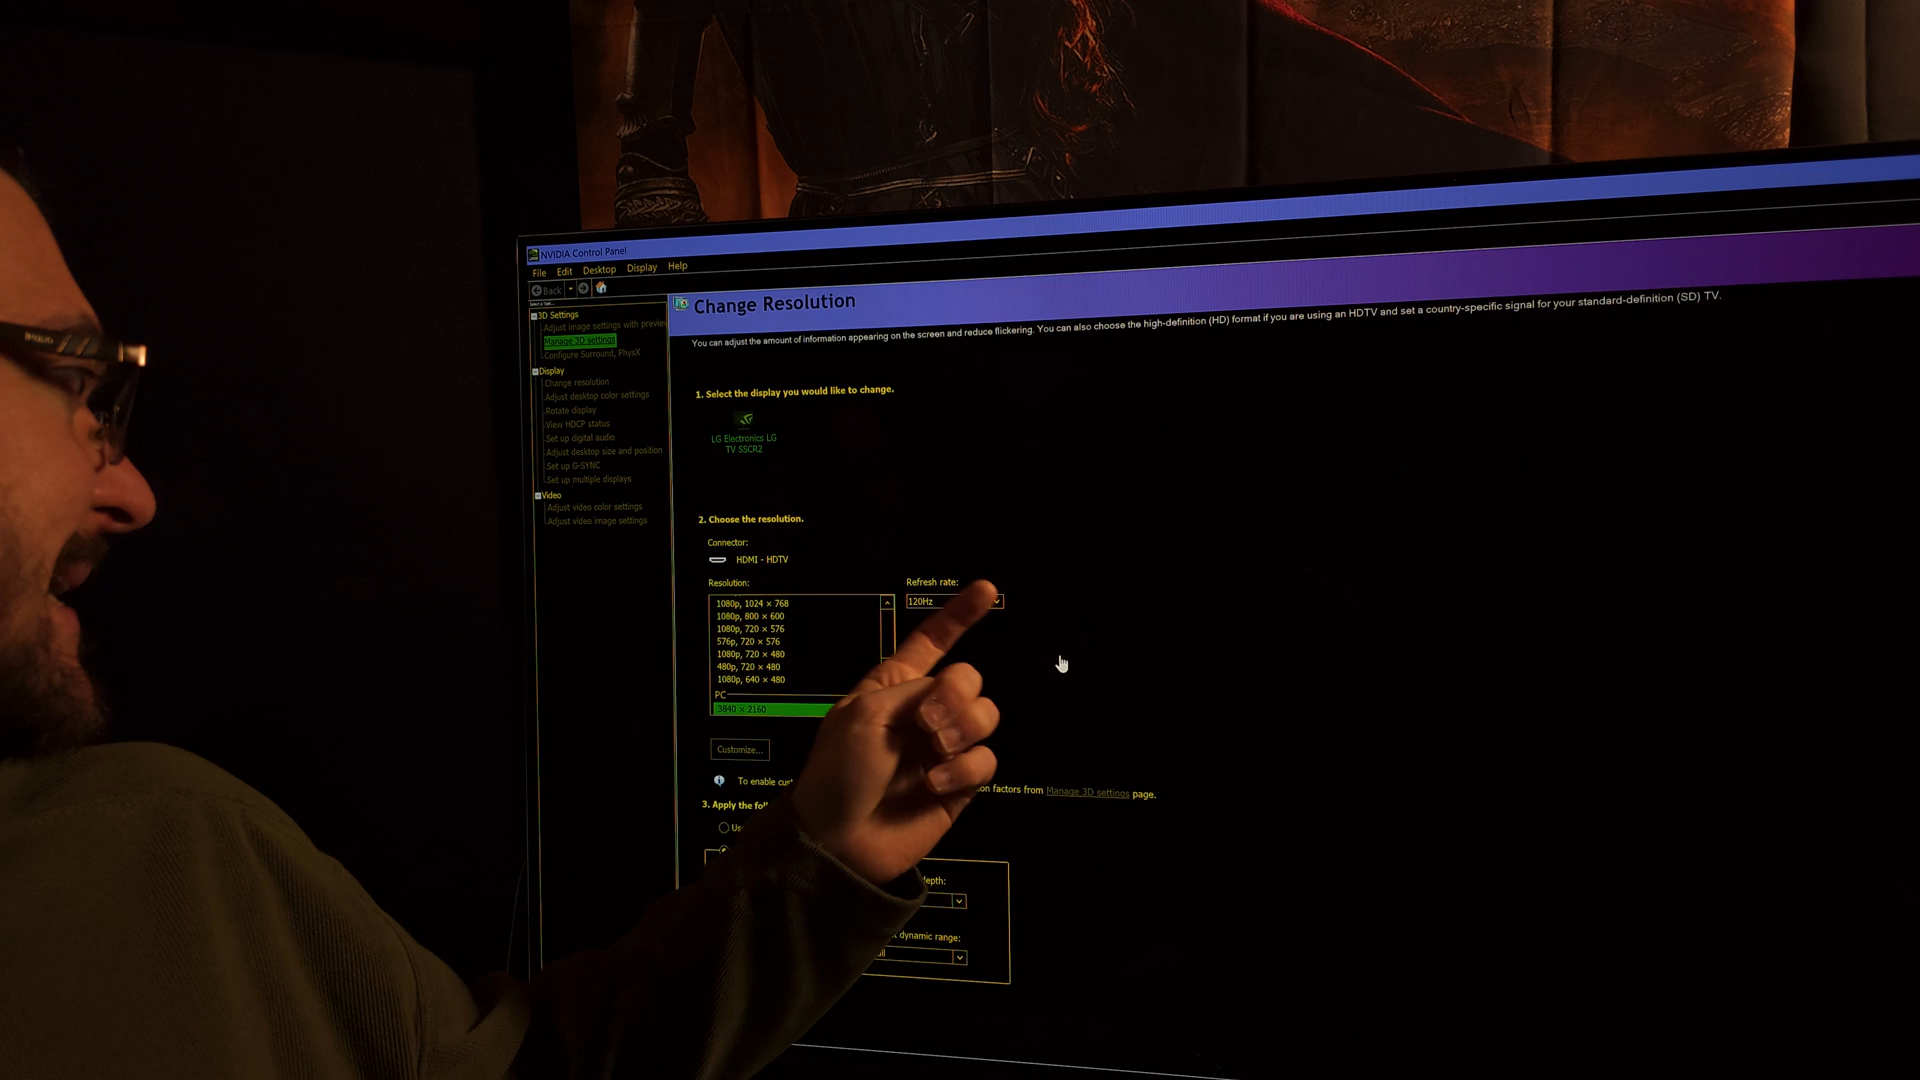 NVIDIA Control Panel
File Edit Desktop Display Help
Back
Select a Task...
3D Settings
Adjust image settings with preview
Manage 3D settings
Configure Surround, PhysX
Display
Change resolution
Adjust desktop color settings
Rotate display
View HDCP status
Set up digital audio
Adjust desktop size and position
Set up G-SYNC
Set up multiple displays
Video
Adjust video color settings
Adjust video image settings
Change Resolution
You can adjust the amount of information appearing on the screen and reduce flickering. You can also choose the high-definition (HD) format if you are using an HDTV and set a country-specific signal for your standard-definition (SD) TV.
1. Select the display you would like to change.
LG Electronics LG
TV SSCR2
2. Choose the resolution.
Connector:
HDMI - HDTV
Resolution:
Refresh rate:
1080p, 1024 × 768
120Hz
1080p, 800 × 600
1080p, 720 × 576
576p, 720 × 576
1080p, 720 × 480
480p, 720 × 480
1080p, 640 × 480
PC
3840 × 2160
Customize...
To enable
factors from Manage 3D settings page.
3. Apply the
depth:
dynamic range: